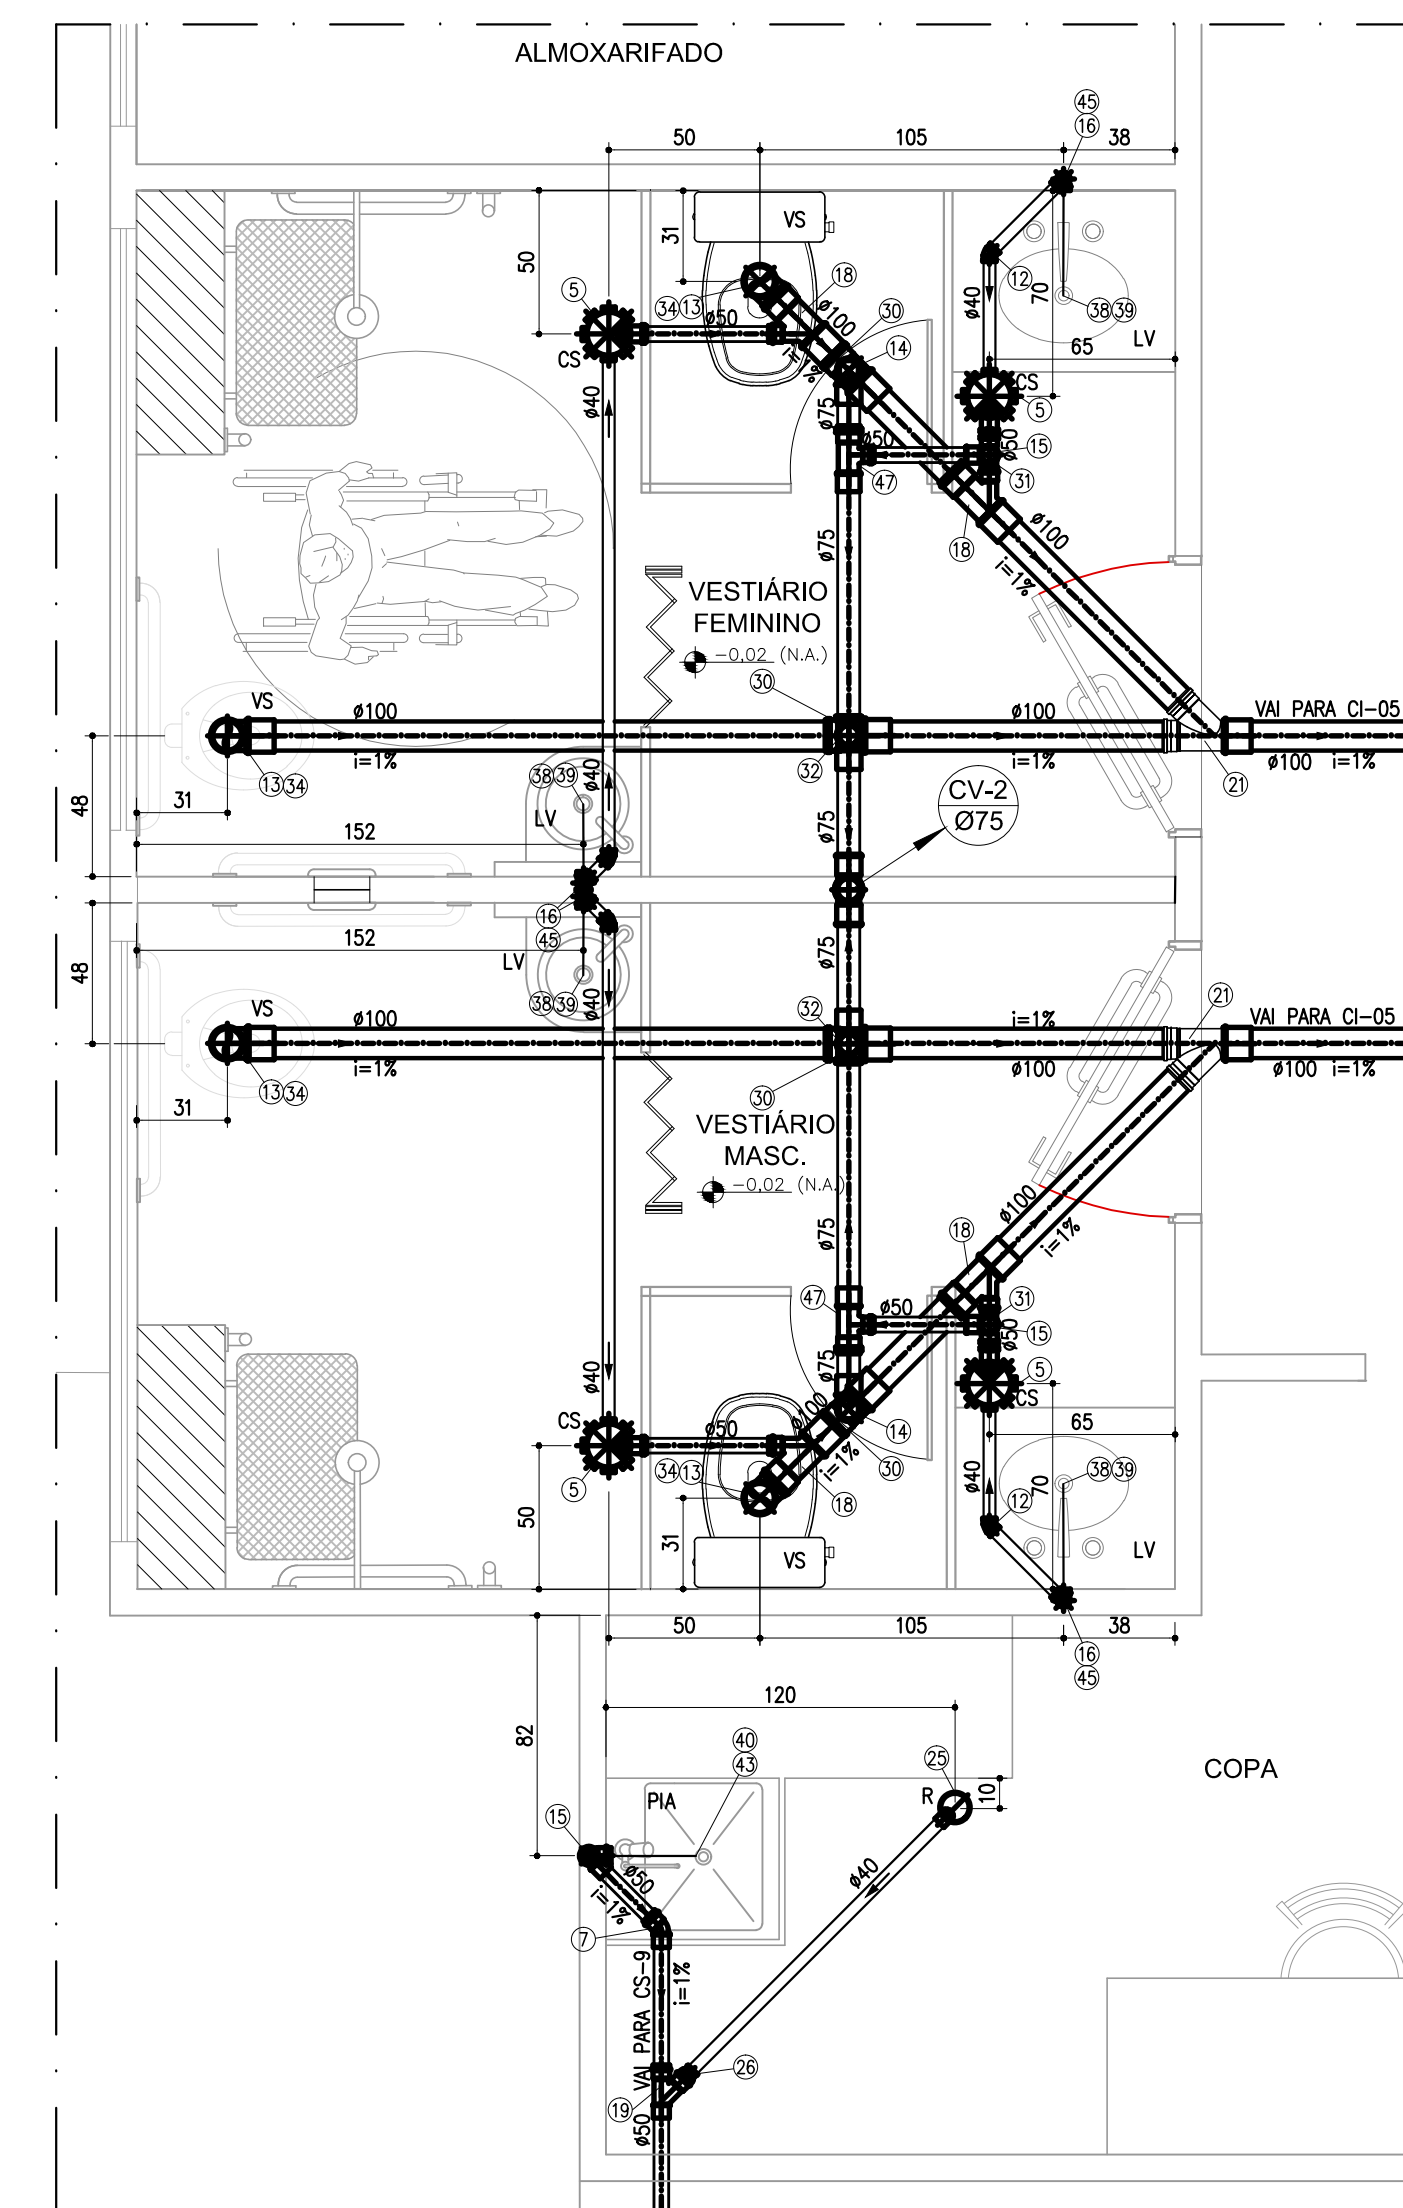 ALMOXARIFADO
45
50
105
16
38
VS
31
50
5
18
12
ø40
70
34 13
ø50
ø100
30
38 39
LV
i=1%
14
65
CS
CS
5
ø40
ø75
ø50
ø50
15
47
31
ø75
18
ø100
i=1%
VESTIÁRIO
FEMININO
-0,02 (N.A.)
30
VS
ø100
ø100
VAI PARA CI-05
i=1%
32
i=1%
ø100 i=1%
13 34
38 39
ø40
21
48
31
LV
CV-2
Ø75
152
ø75
16
45
152
ø75
LV
48
38 39
ø40
21
VS
ø100
32
i=1%
VAI PARA CI-05
i=1%
ø100
ø100 i=1%
13 34
30
31
VESTIÁRIO
MASC.
-0,02 (N.A.)
ø75
18
ø100
i=1%
47
ø50
31
ø50
15
ø40
ø75
5
CS
CS
ø50
ø100
14
65
34 13
i=1%
30
ø40
70
38 39
5
18
12
50
31
VS
LV
50
105
38
16
45
120
82
40
43
25
COPA
PIA
R
10
15
ø50
i=1%
ø40
7
VAI PARA CS-9
i=1%
26
19
ø50